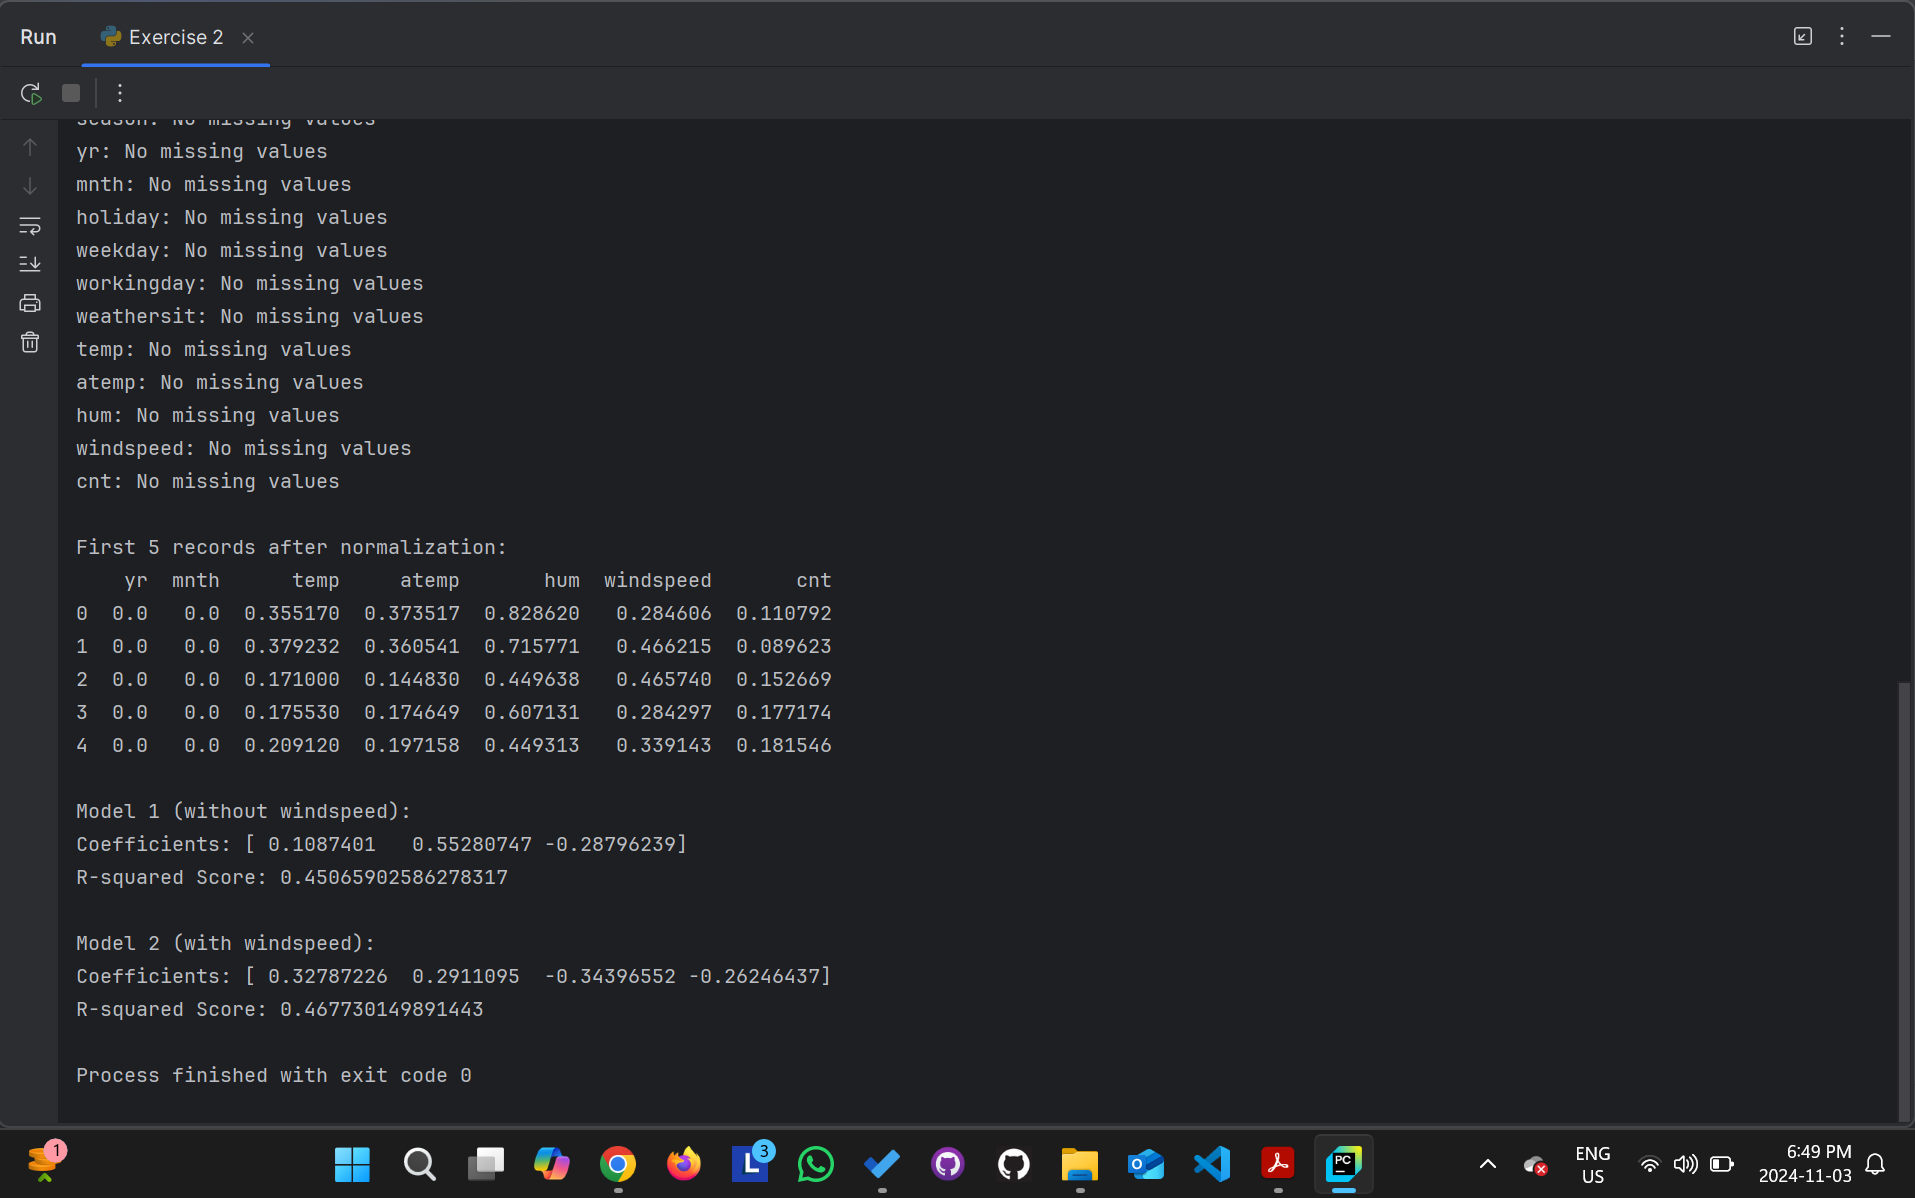 Run
Exercise 2
season: No missing values
yr: No missing values
mnth: No missing values
holiday: No missing values
weekday: No missing values
workingday: No missing values
weathersit: No missing values
temp: No missing values
atemp: No missing values
hum: No missing values
windspeed: No missing values
cnt: No missing values
First 5 records after normalization:
yr mnth temp atemp hum windspeed cnt
0 0.0 0.0 0.355170 0.373517 0.828620 0.284606 0.110792
1 0.0 0.0 0.379232 0.360541 0.715771 0.466215 0.089623
2 0.0 0.0 0.171000 0.144830 0.449638 0.465740 0.152669
3 0.0 0.0 0.175530 0.174649 0.607131 0.284297 0.177174
4 0.0 0.0 0.209120 0.197158 0.449313 0.339143 0.181546
Model 1 (without windspeed):
Coefficients: [ 0.1087401 0.55280747 -0.28796239]
R-squared Score: 0.45065902586278317
Model 2 (with windspeed):
Coefficients: [ 0.32787226 0.2911095 -0.34396552 -0.26246437]
R-squared Score: 0.467730149891443
Process finished with exit code 0
1
L 3
O
PC
ENG
US
6:49 PM
2024-11-03